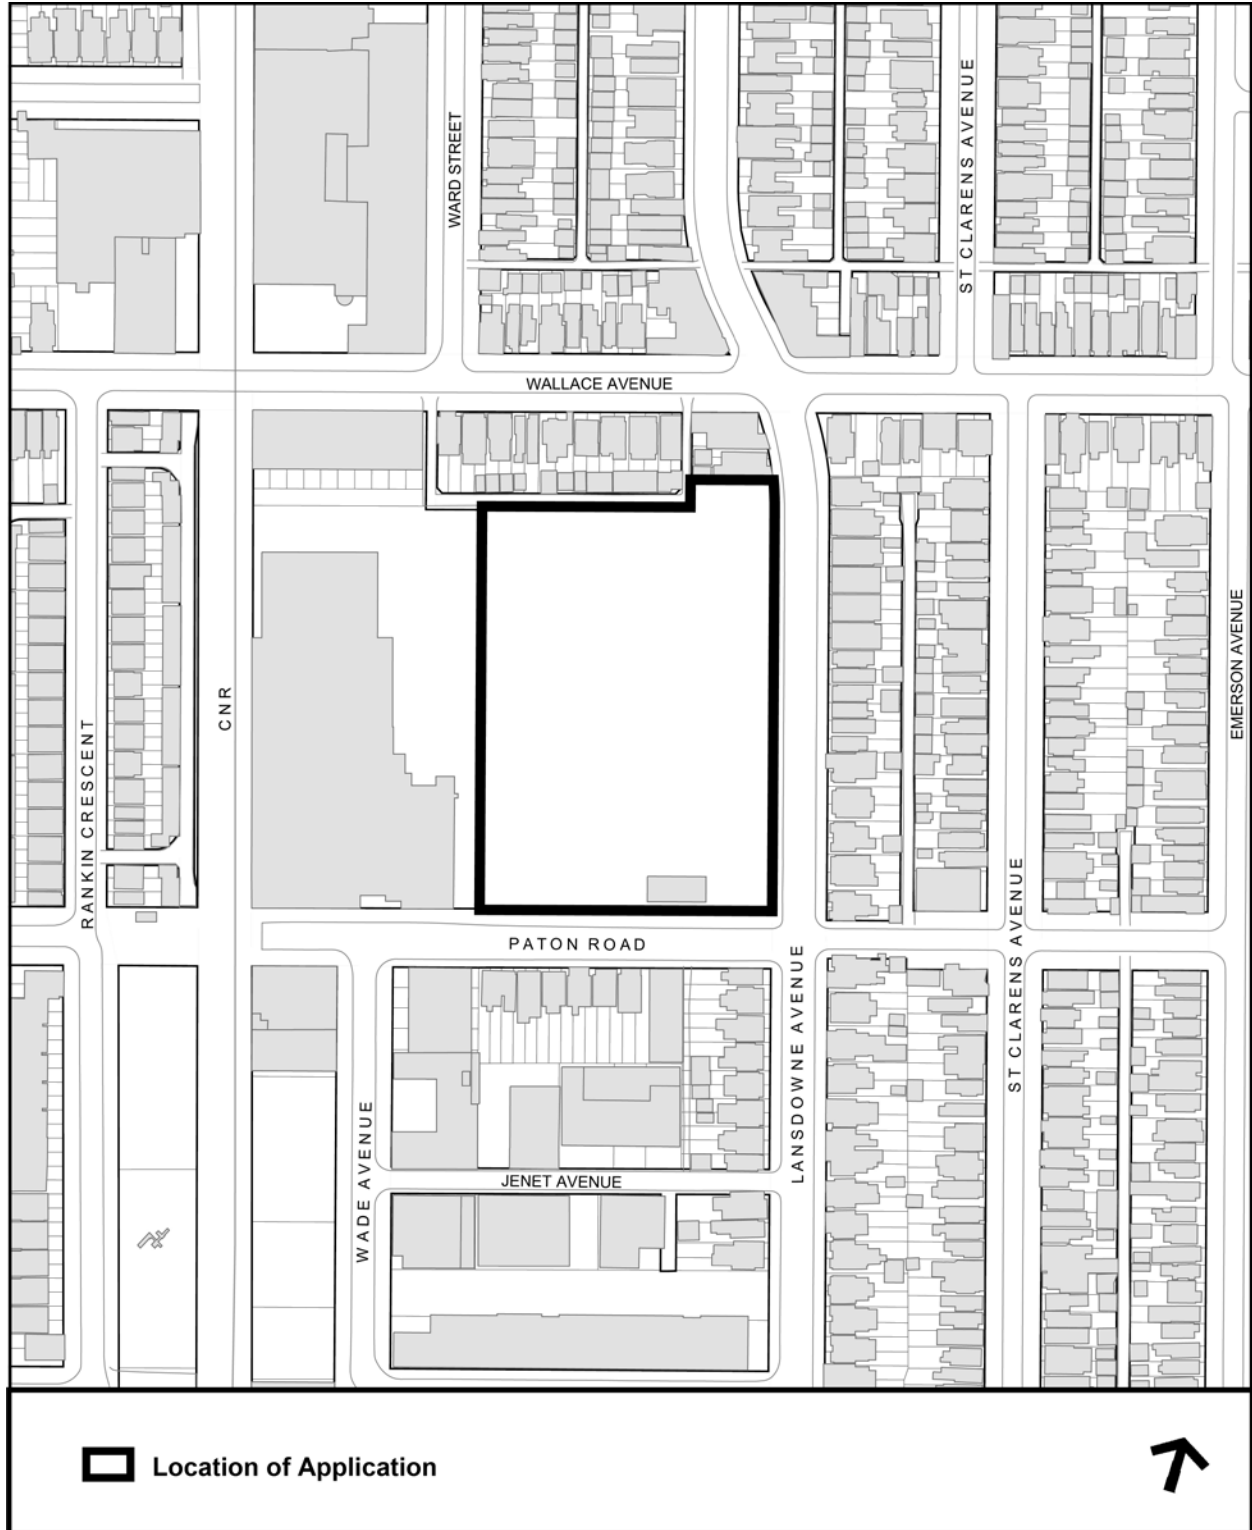 WARD STREET
ST CLARENS AVENUE
WALLACE AVENUE
EMERSON AVENUE
CNR
RANKIN CRESCENT
PATON ROAD
LANSDOWNE AVENUE
ST CLARENS AVENUE
WADE AVENUE
JENET AVENUE
Location of Application